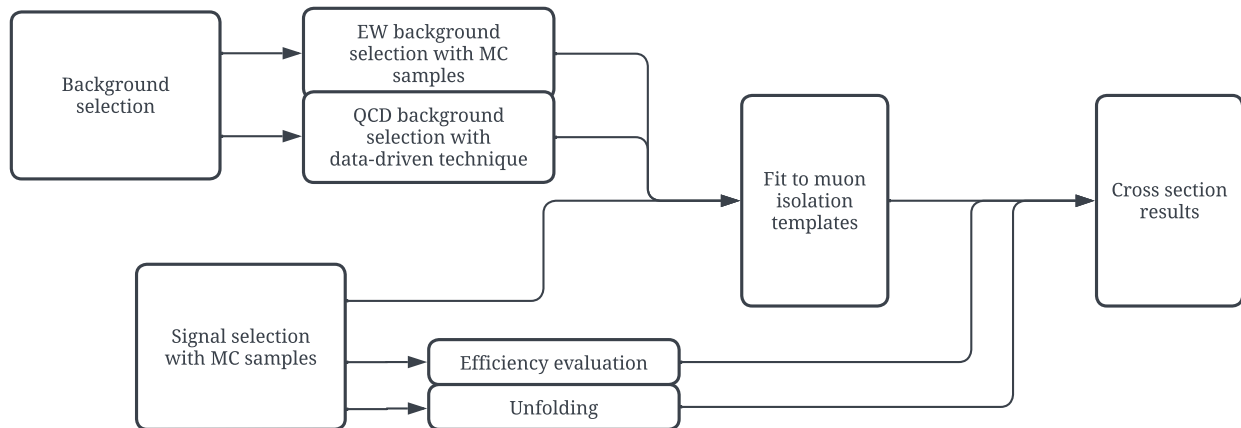 Background
selection
EW background
selection with MC
samples
QCD background
selection with
data-driven technique
Fit to muon
isolation
templates
Cross section
results
Signal selection
with MC samples
Efficiency evaluation
Unfolding